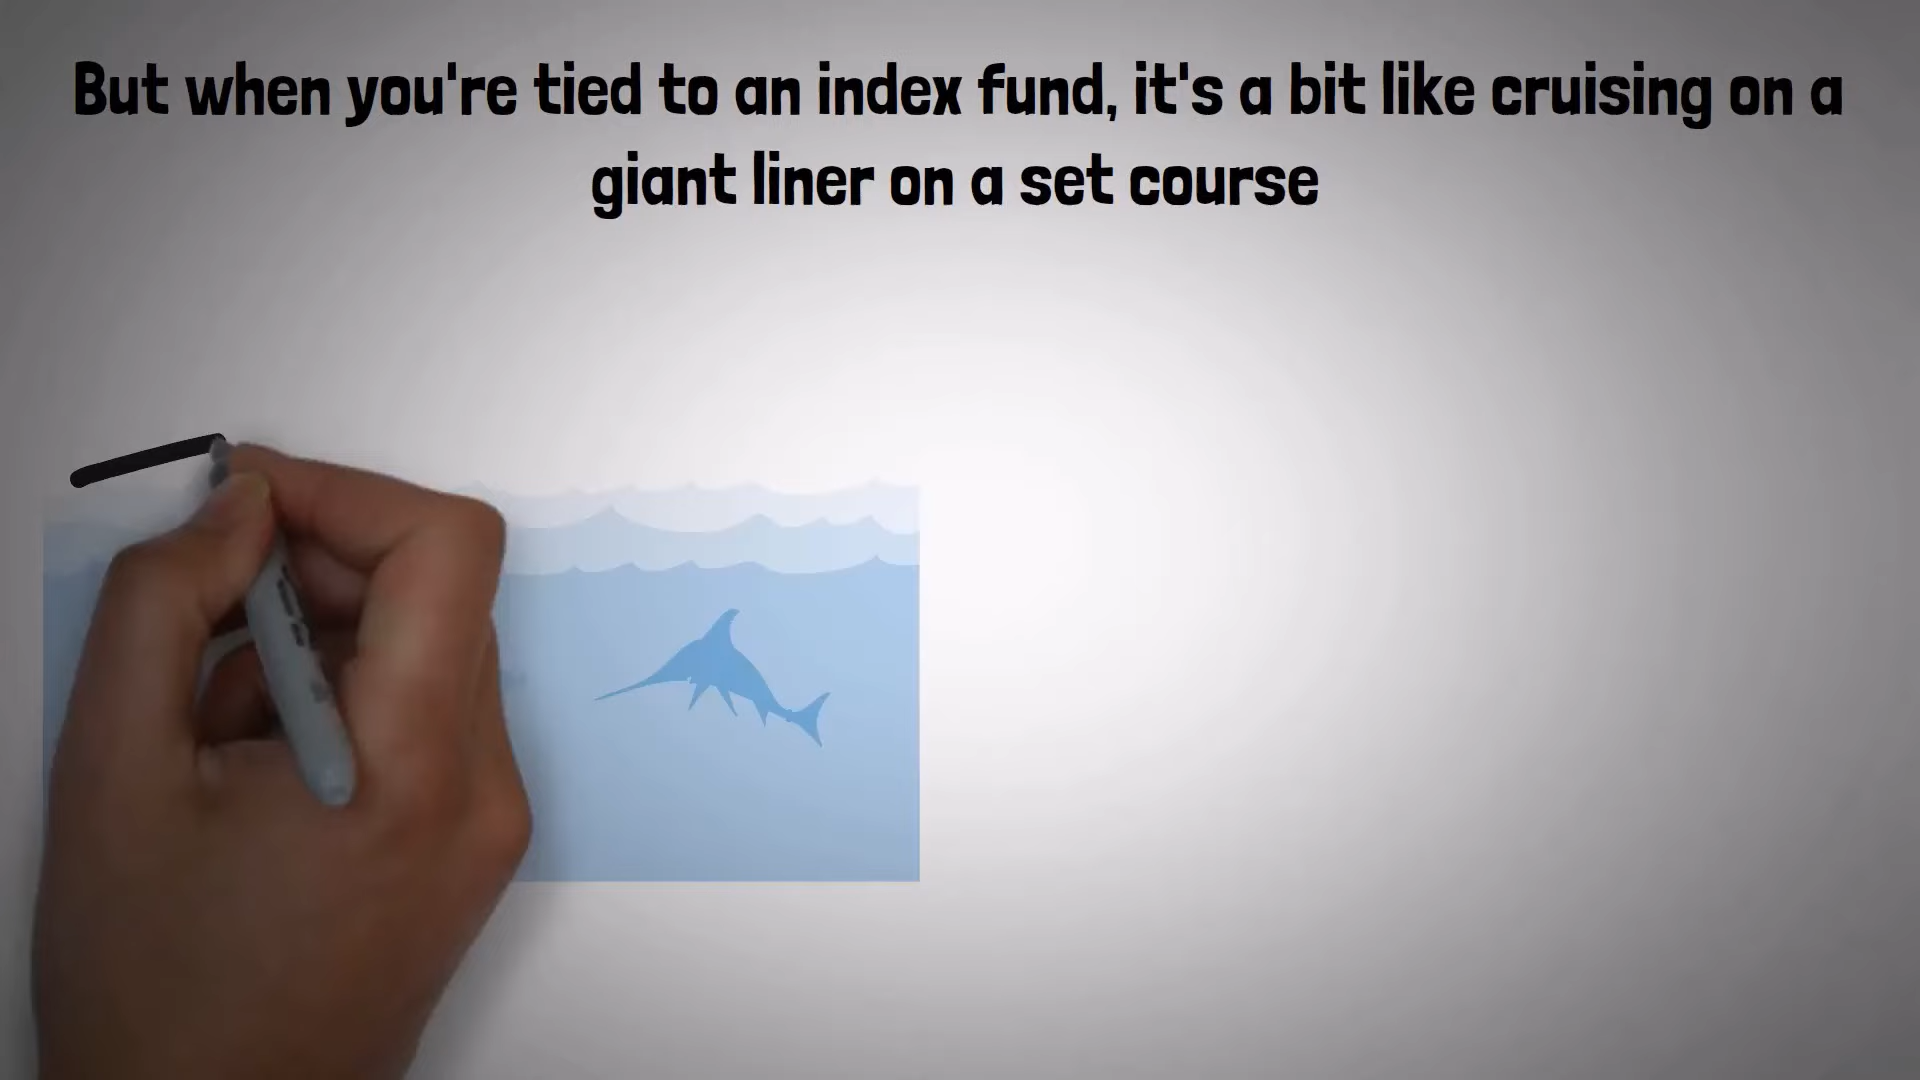 But when you're tied to an index fund, it's a bit like cruising on a
giant liner on a set course